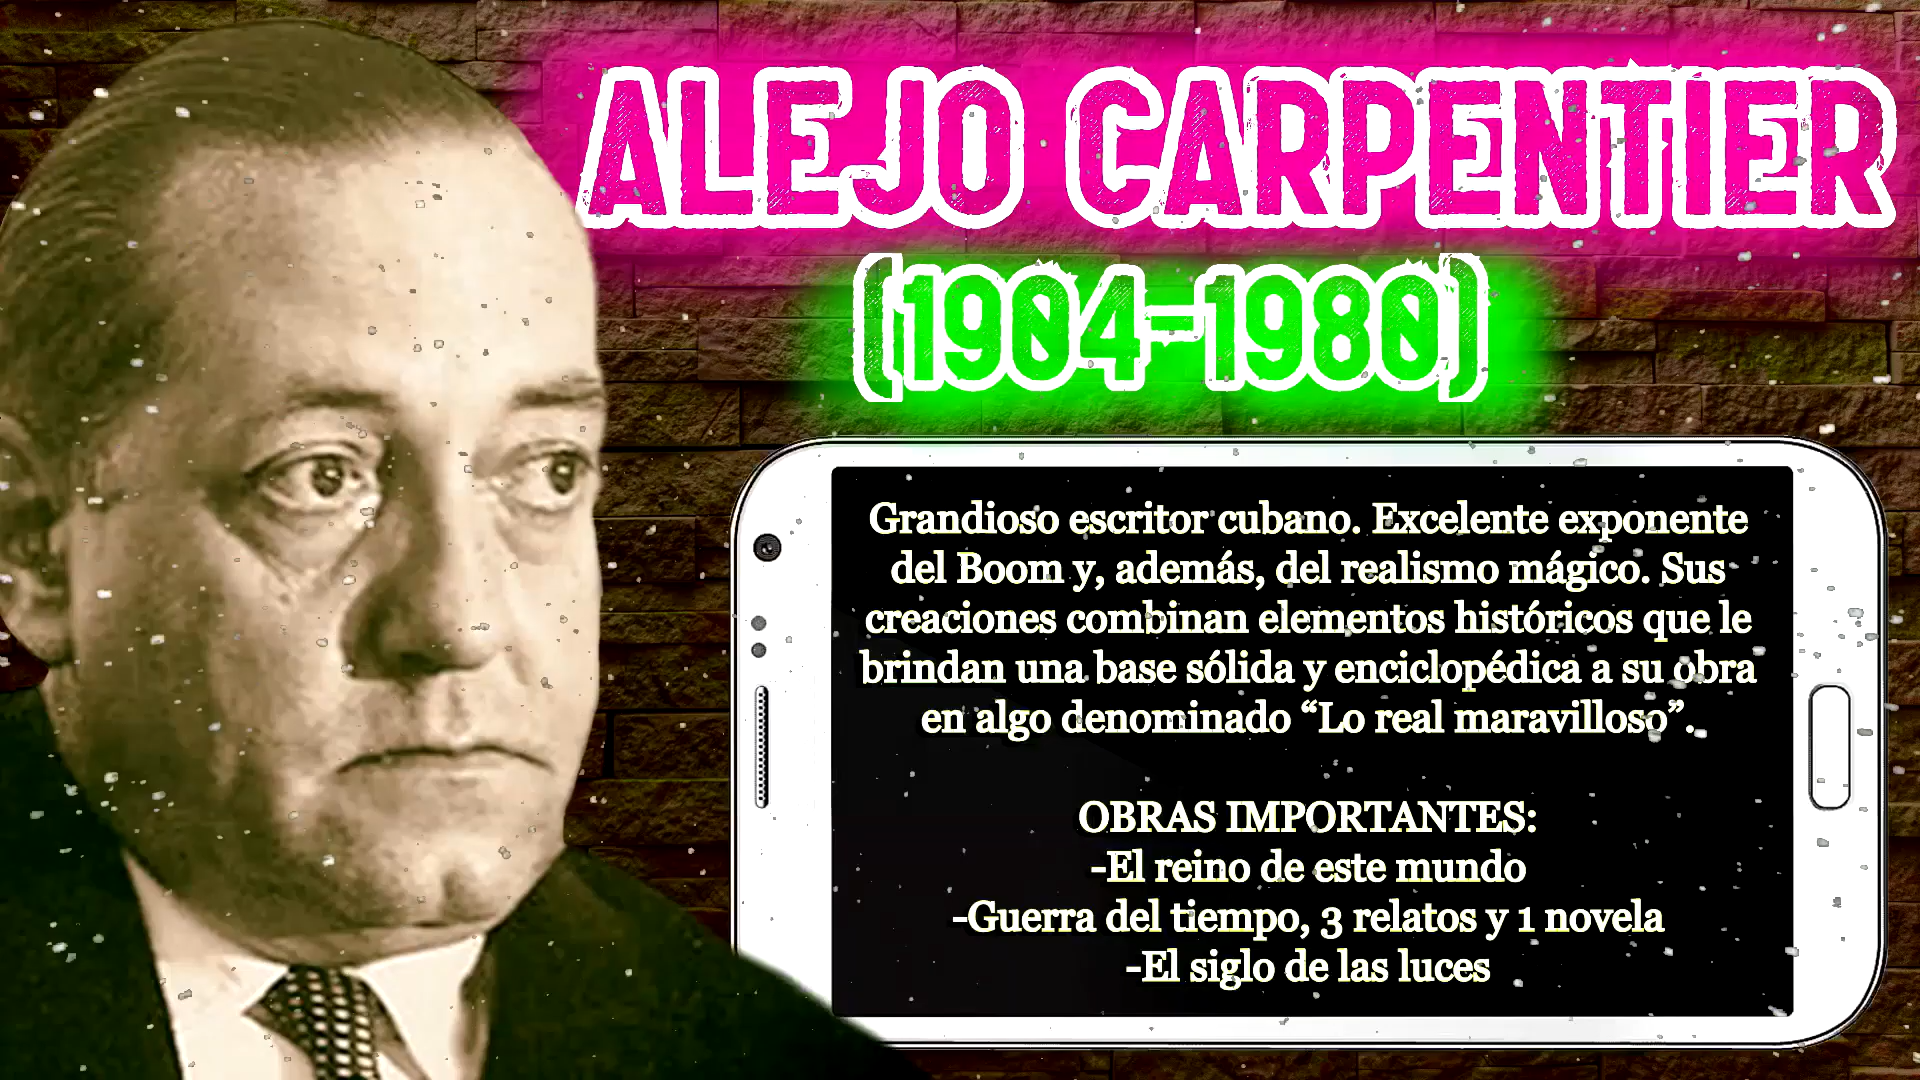 ALEJO CARPENTIER
(1904-1980)
Grandioso escritor cubano. Excelente exponente
del Boom y, además, del realismo mágico. Sus
creaciones combinan elementos históricos que le
brindan una base sólida y enciclopédica a su obra
en algo denominado “Lo real maravilloso”.
OBRAS IMPORTANTES:
-El reino de este mundo
-Guerra del tiempo, 3 relatos y 1 novela
-El siglo de las luces